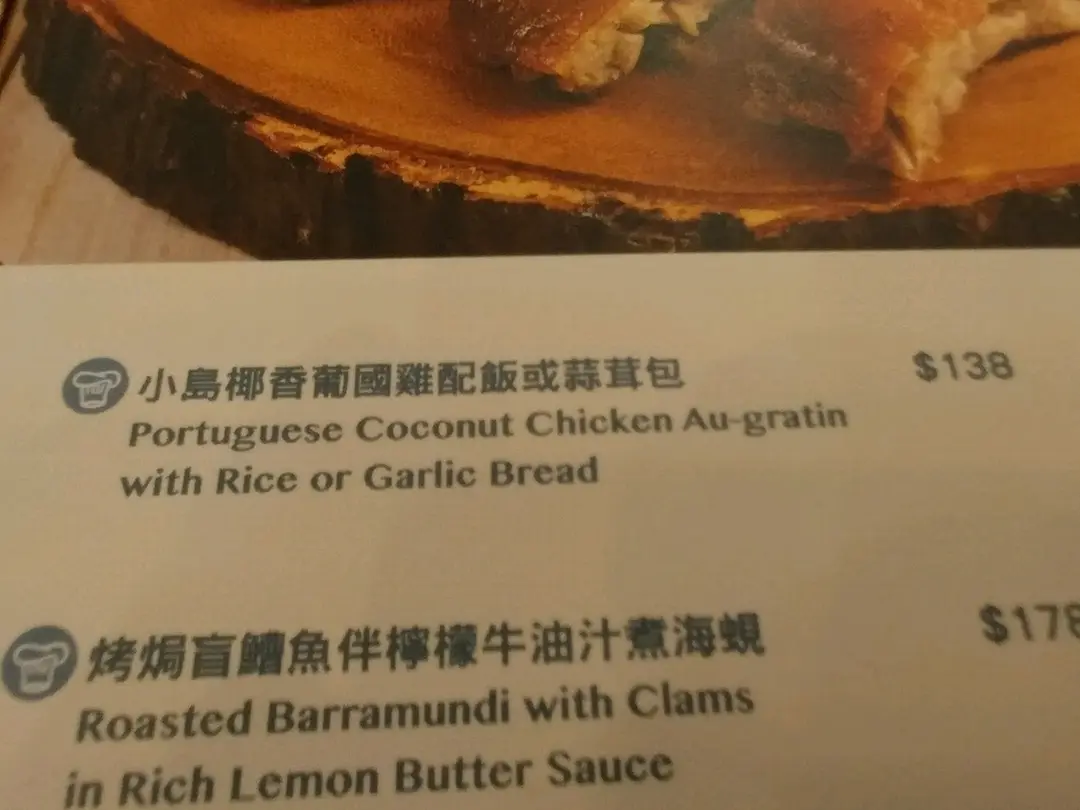 小島椰香葡國雞配飯或蒜茸包 $138
Portuguese Coconut Chicken Au-gratin
with Rice or Garlic Bread
烤焗盲鰽魚伴檸檬牛油汁煮海蜆 $178
Roasted Barramundi with Clams
in Rich Lemon Butter Sauce